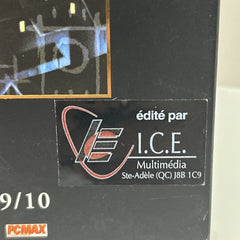 édité par
I.C.E.
Multimédia
Ste-Adèle (QC) J8B 1C9
9/10
PCMAX